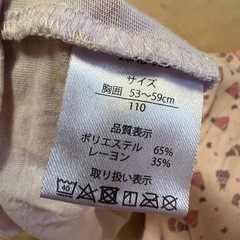 サイズ
胸囲 53～59cm
110
品質表示
ポリエステル 65%
レーヨン 35%
取り扱い表示
40